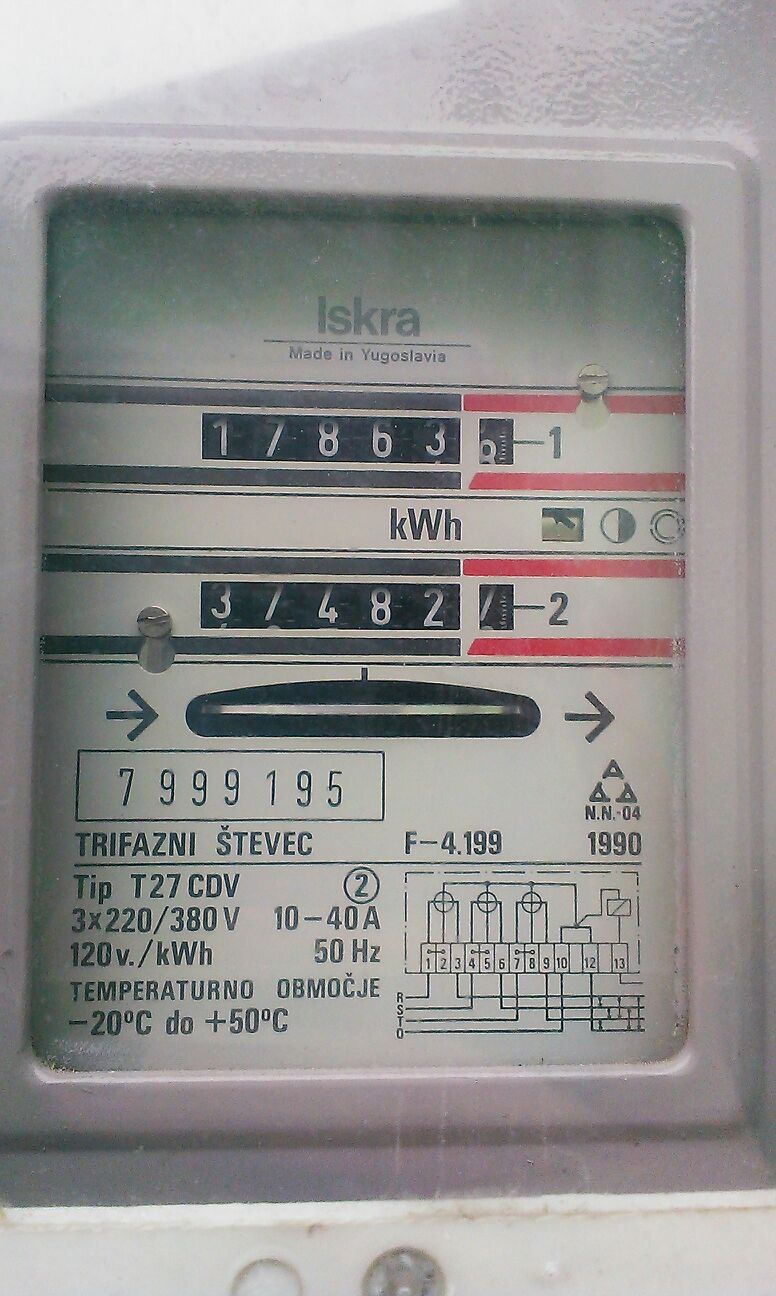 Iskra
Made in Yugoslavia
17863 1
kWh
37482 7 2
7999195
N.N.-04
TRIFAZNI ŠTEVEC F-4.199 1990
Tip T27 CDV 2
3x220/380 V 10-40 A
120 v./kWh 50 Hz
TEMPERATURNO OBMOČJE
-20°C do +50°C
1 2 3 4 5 6 7 8 9 10 12 13
R
S
T
O